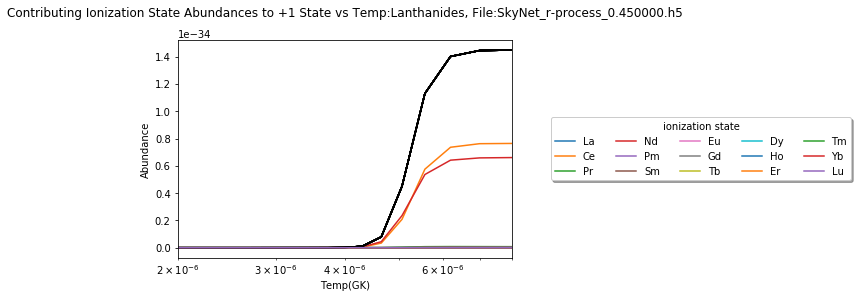 Contributing Ionization State Abundances to +1 State vs Temp:Lanthanides, File:SkyNet_r-process_0.450000.h5
1e−34
1.4
1.2
1.0
0.8
0.6
0.4
0.2
0.0
Abundance
2 × 10⁻⁶
3 × 10⁻⁶
4 × 10⁻⁶
6 × 10⁻⁶
Temp(GK)
ionization state
La Nd Eu Dy Tm
Ce Pm Gd Ho Yb
Pr Sm Tb Er Lu